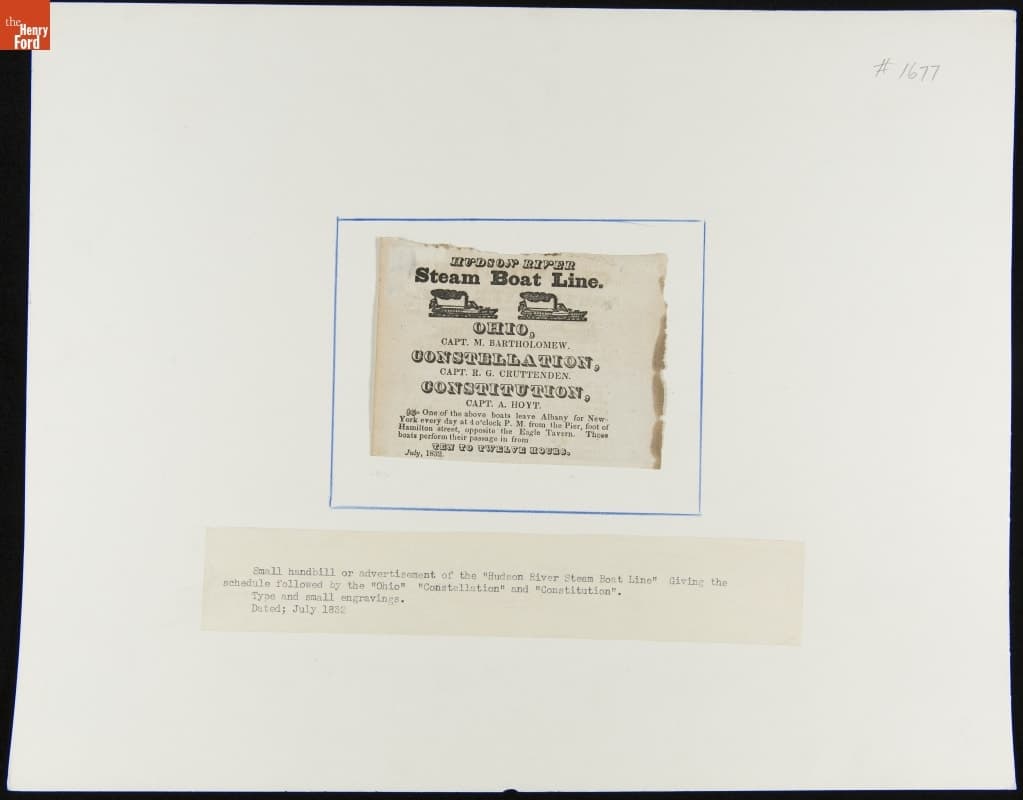 the
Henry
Ford
# 1677
HUDSON RIVER
Steam Boat Line.
OHIO,
CAPT. M. BARTHOLOMEW.
CONSTELLATION,
CAPT. R. G. CRUTTENDEN.
CONSTITUTION,
CAPT. A. HOYT.
☞ One of the above boats leave Albany for New-
York every day at 4 o'clock P. M. from the Pier, foot of
Hamilton street, opposite the Eagle Tavern. These
boats perform their passage in from
TEN TO TWELVE HOURS.
July, 1832.
Small handbill or advertisement of the "Hudson River Steam Boat Line" Giving the
schedule followed by the "Ohio" "Constellation" and "Constitution".
Type and small engravings.
Dated; July 1832